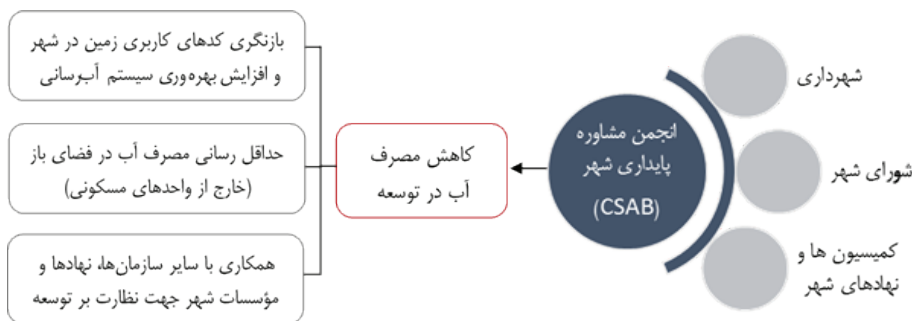 شهرداری
شورای شهر
کمیسیون ها و
نهادهای شهر
انجمن مشاوره
پایداری شهر
(CSAB)
کاهش مصرف
آب در توسعه
بازنگری کدهای کاربری زمین در شهر
و افزایش بهره‌وری سیستم آب‌رسانی
حداقل رسانی مصرف آب در فضای باز
(خارج از واحدهای مسکونی)
همکاری با سایر سازمان‌ها، نهادها و
مؤسسات شهر جهت نظارت بر توسعه